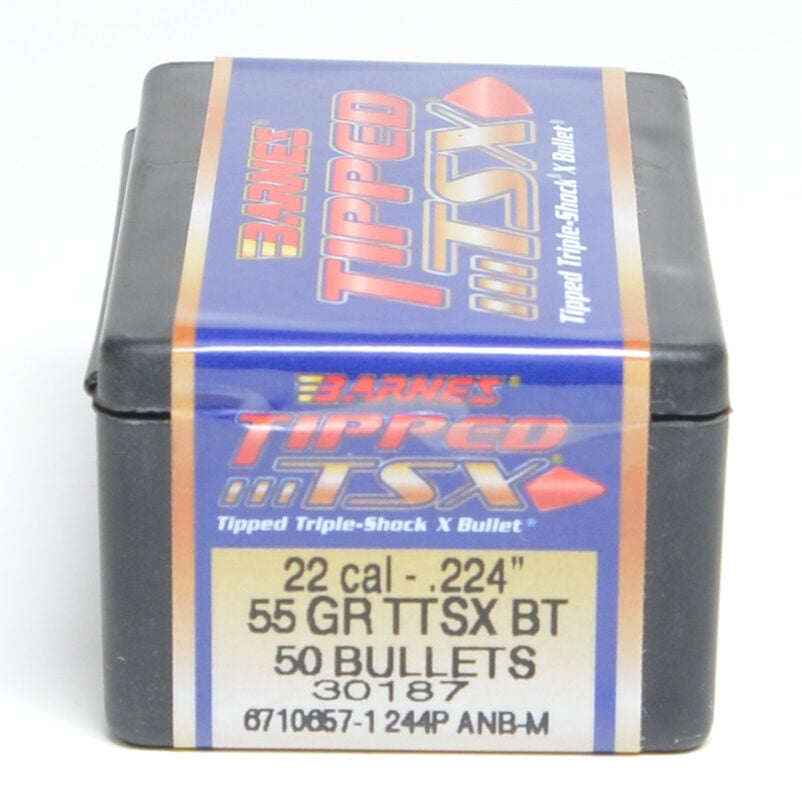 BARNES®
TIPPED
TSX®
Tipped Triple-Shock® X Bullet®
BARNES®
TIPPED
TSX®
Tipped Triple-Shock X Bullet®
22 cal - .224"
55 GR TTSX BT
50 BULLETS
30187
6710657-1 244P ANB-M